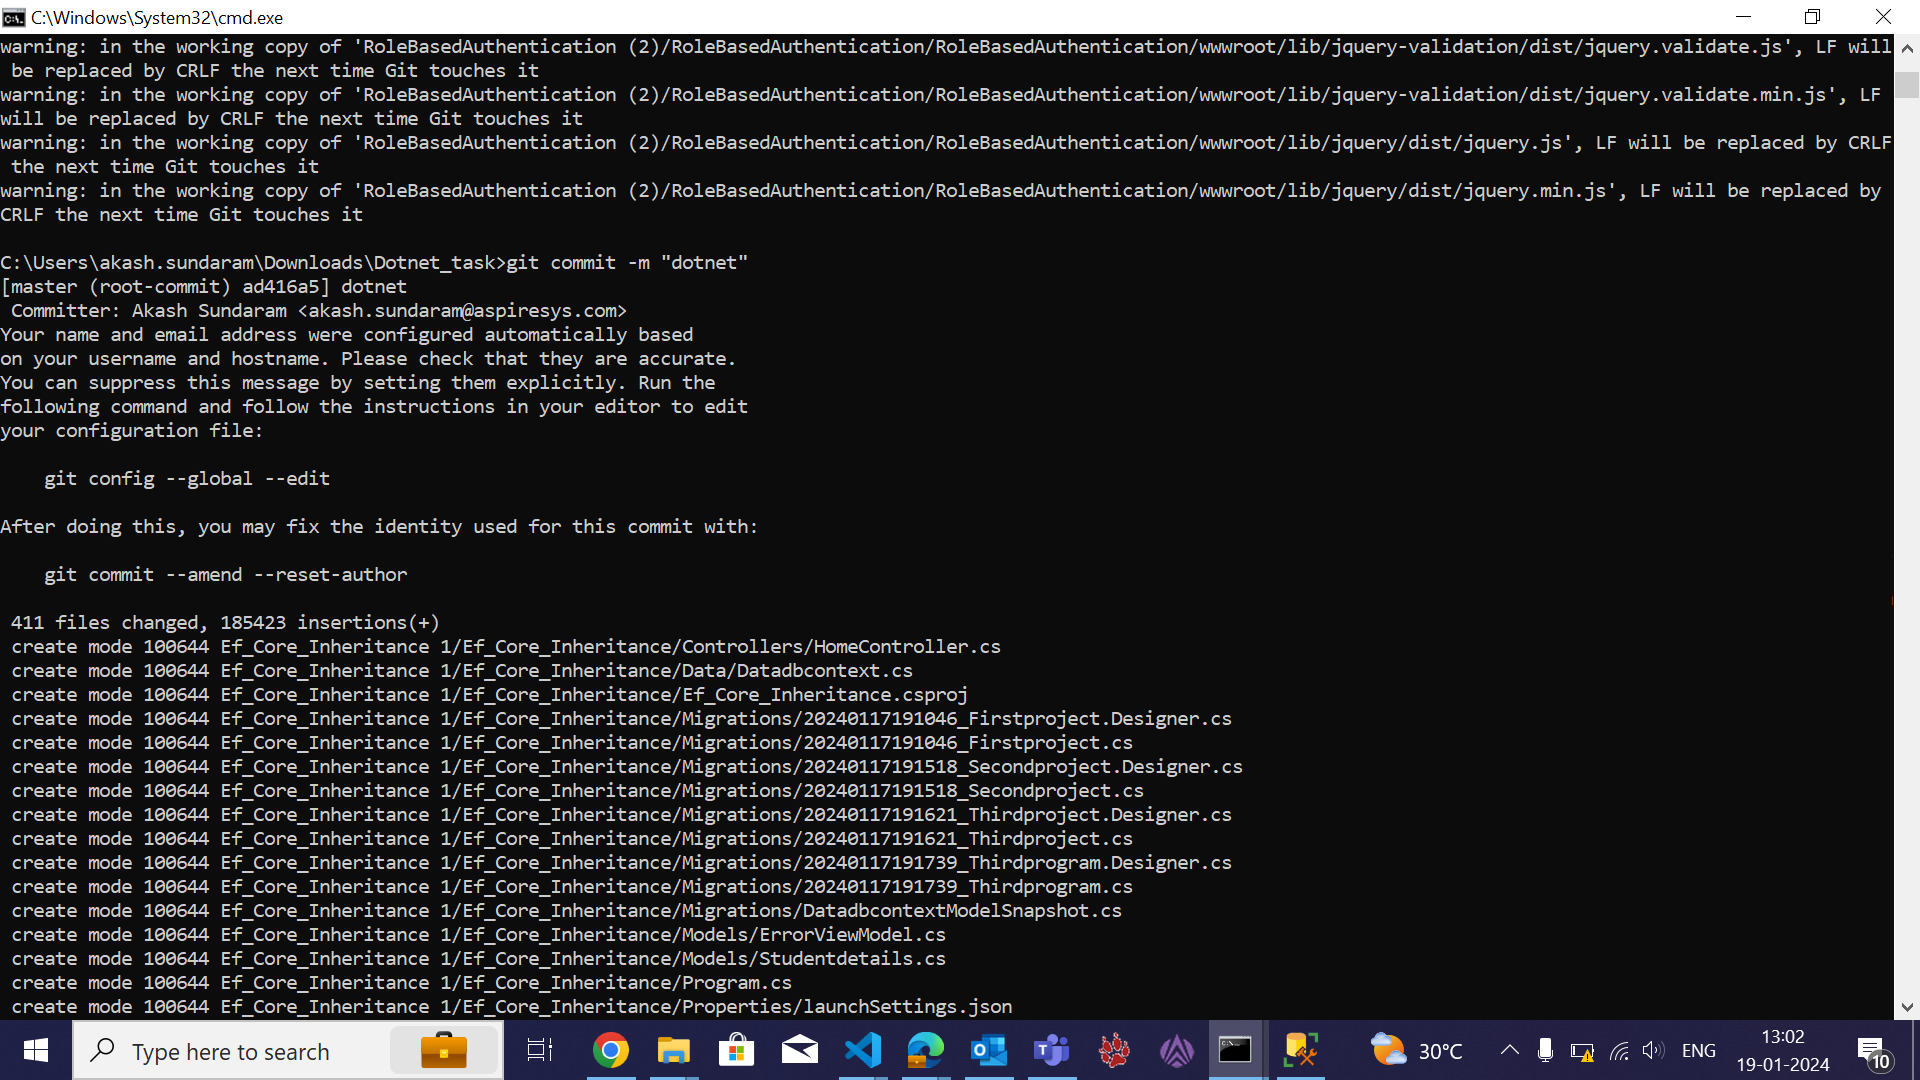 C:\Windows\System32\cmd.exe
warning: in the working copy of 'RoleBasedAuthentication (2)/RoleBasedAuthentication/RoleBasedAuthentication/wwwroot/lib/jquery-validation/dist/jquery.validate.js', LF will
be replaced by CRLF the next time Git touches it
warning: in the working copy of 'RoleBasedAuthentication (2)/RoleBasedAuthentication/RoleBasedAuthentication/wwwroot/lib/jquery-validation/dist/jquery.validate.min.js', LF
will be replaced by CRLF the next time Git touches it
warning: in the working copy of 'RoleBasedAuthentication (2)/RoleBasedAuthentication/RoleBasedAuthentication/wwwroot/lib/jquery/dist/jquery.js', LF will be replaced by CRLF
the next time Git touches it
warning: in the working copy of 'RoleBasedAuthentication (2)/RoleBasedAuthentication/RoleBasedAuthentication/wwwroot/lib/jquery/dist/jquery.min.js', LF will be replaced by
CRLF the next time Git touches it
C:\Users\akash.sundaram\Downloads\Dotnet_task>git commit -m "dotnet"
[master (root-commit) ad416a5] dotnet
Committer: Akash Sundaram <akash.sundaram@aspiresys.com>
Your name and email address were configured automatically based
on your username and hostname. Please check that they are accurate.
You can suppress this message by setting them explicitly. Run the
following command and follow the instructions in your editor to edit
your configuration file:
git config --global --edit
After doing this, you may fix the identity used for this commit with:
git commit --amend --reset-author
411 files changed, 185423 insertions(+)
create mode 100644 Ef_Core_Inheritance 1/Ef_Core_Inheritance/Controllers/HomeController.cs
create mode 100644 Ef_Core_Inheritance 1/Ef_Core_Inheritance/Data/Datadbcontext.cs
create mode 100644 Ef_Core_Inheritance 1/Ef_Core_Inheritance/Ef_Core_Inheritance.csproj
create mode 100644 Ef_Core_Inheritance 1/Ef_Core_Inheritance/Migrations/20240117191046_Firstproject.Designer.cs
create mode 100644 Ef_Core_Inheritance 1/Ef_Core_Inheritance/Migrations/20240117191046_Firstproject.cs
create mode 100644 Ef_Core_Inheritance 1/Ef_Core_Inheritance/Migrations/20240117191518_Secondproject.Designer.cs
create mode 100644 Ef_Core_Inheritance 1/Ef_Core_Inheritance/Migrations/20240117191518_Secondproject.cs
create mode 100644 Ef_Core_Inheritance 1/Ef_Core_Inheritance/Migrations/20240117191621_Thirdproject.Designer.cs
create mode 100644 Ef_Core_Inheritance 1/Ef_Core_Inheritance/Migrations/20240117191621_Thirdproject.cs
create mode 100644 Ef_Core_Inheritance 1/Ef_Core_Inheritance/Migrations/20240117191739_Thirdprogram.Designer.cs
create mode 100644 Ef_Core_Inheritance 1/Ef_Core_Inheritance/Migrations/20240117191739_Thirdprogram.cs
create mode 100644 Ef_Core_Inheritance 1/Ef_Core_Inheritance/Migrations/DatadbcontextModelSnapshot.cs
create mode 100644 Ef_Core_Inheritance 1/Ef_Core_Inheritance/Models/ErrorViewModel.cs
create mode 100644 Ef_Core_Inheritance 1/Ef_Core_Inheritance/Models/Studentdetails.cs
create mode 100644 Ef_Core_Inheritance 1/Ef_Core_Inheritance/Program.cs
create mode 100644 Ef_Core_Inheritance 1/Ef_Core_Inheritance/Properties/launchSettings.json
Type here to search
30°C
ENG
13:02
19-01-2024
10